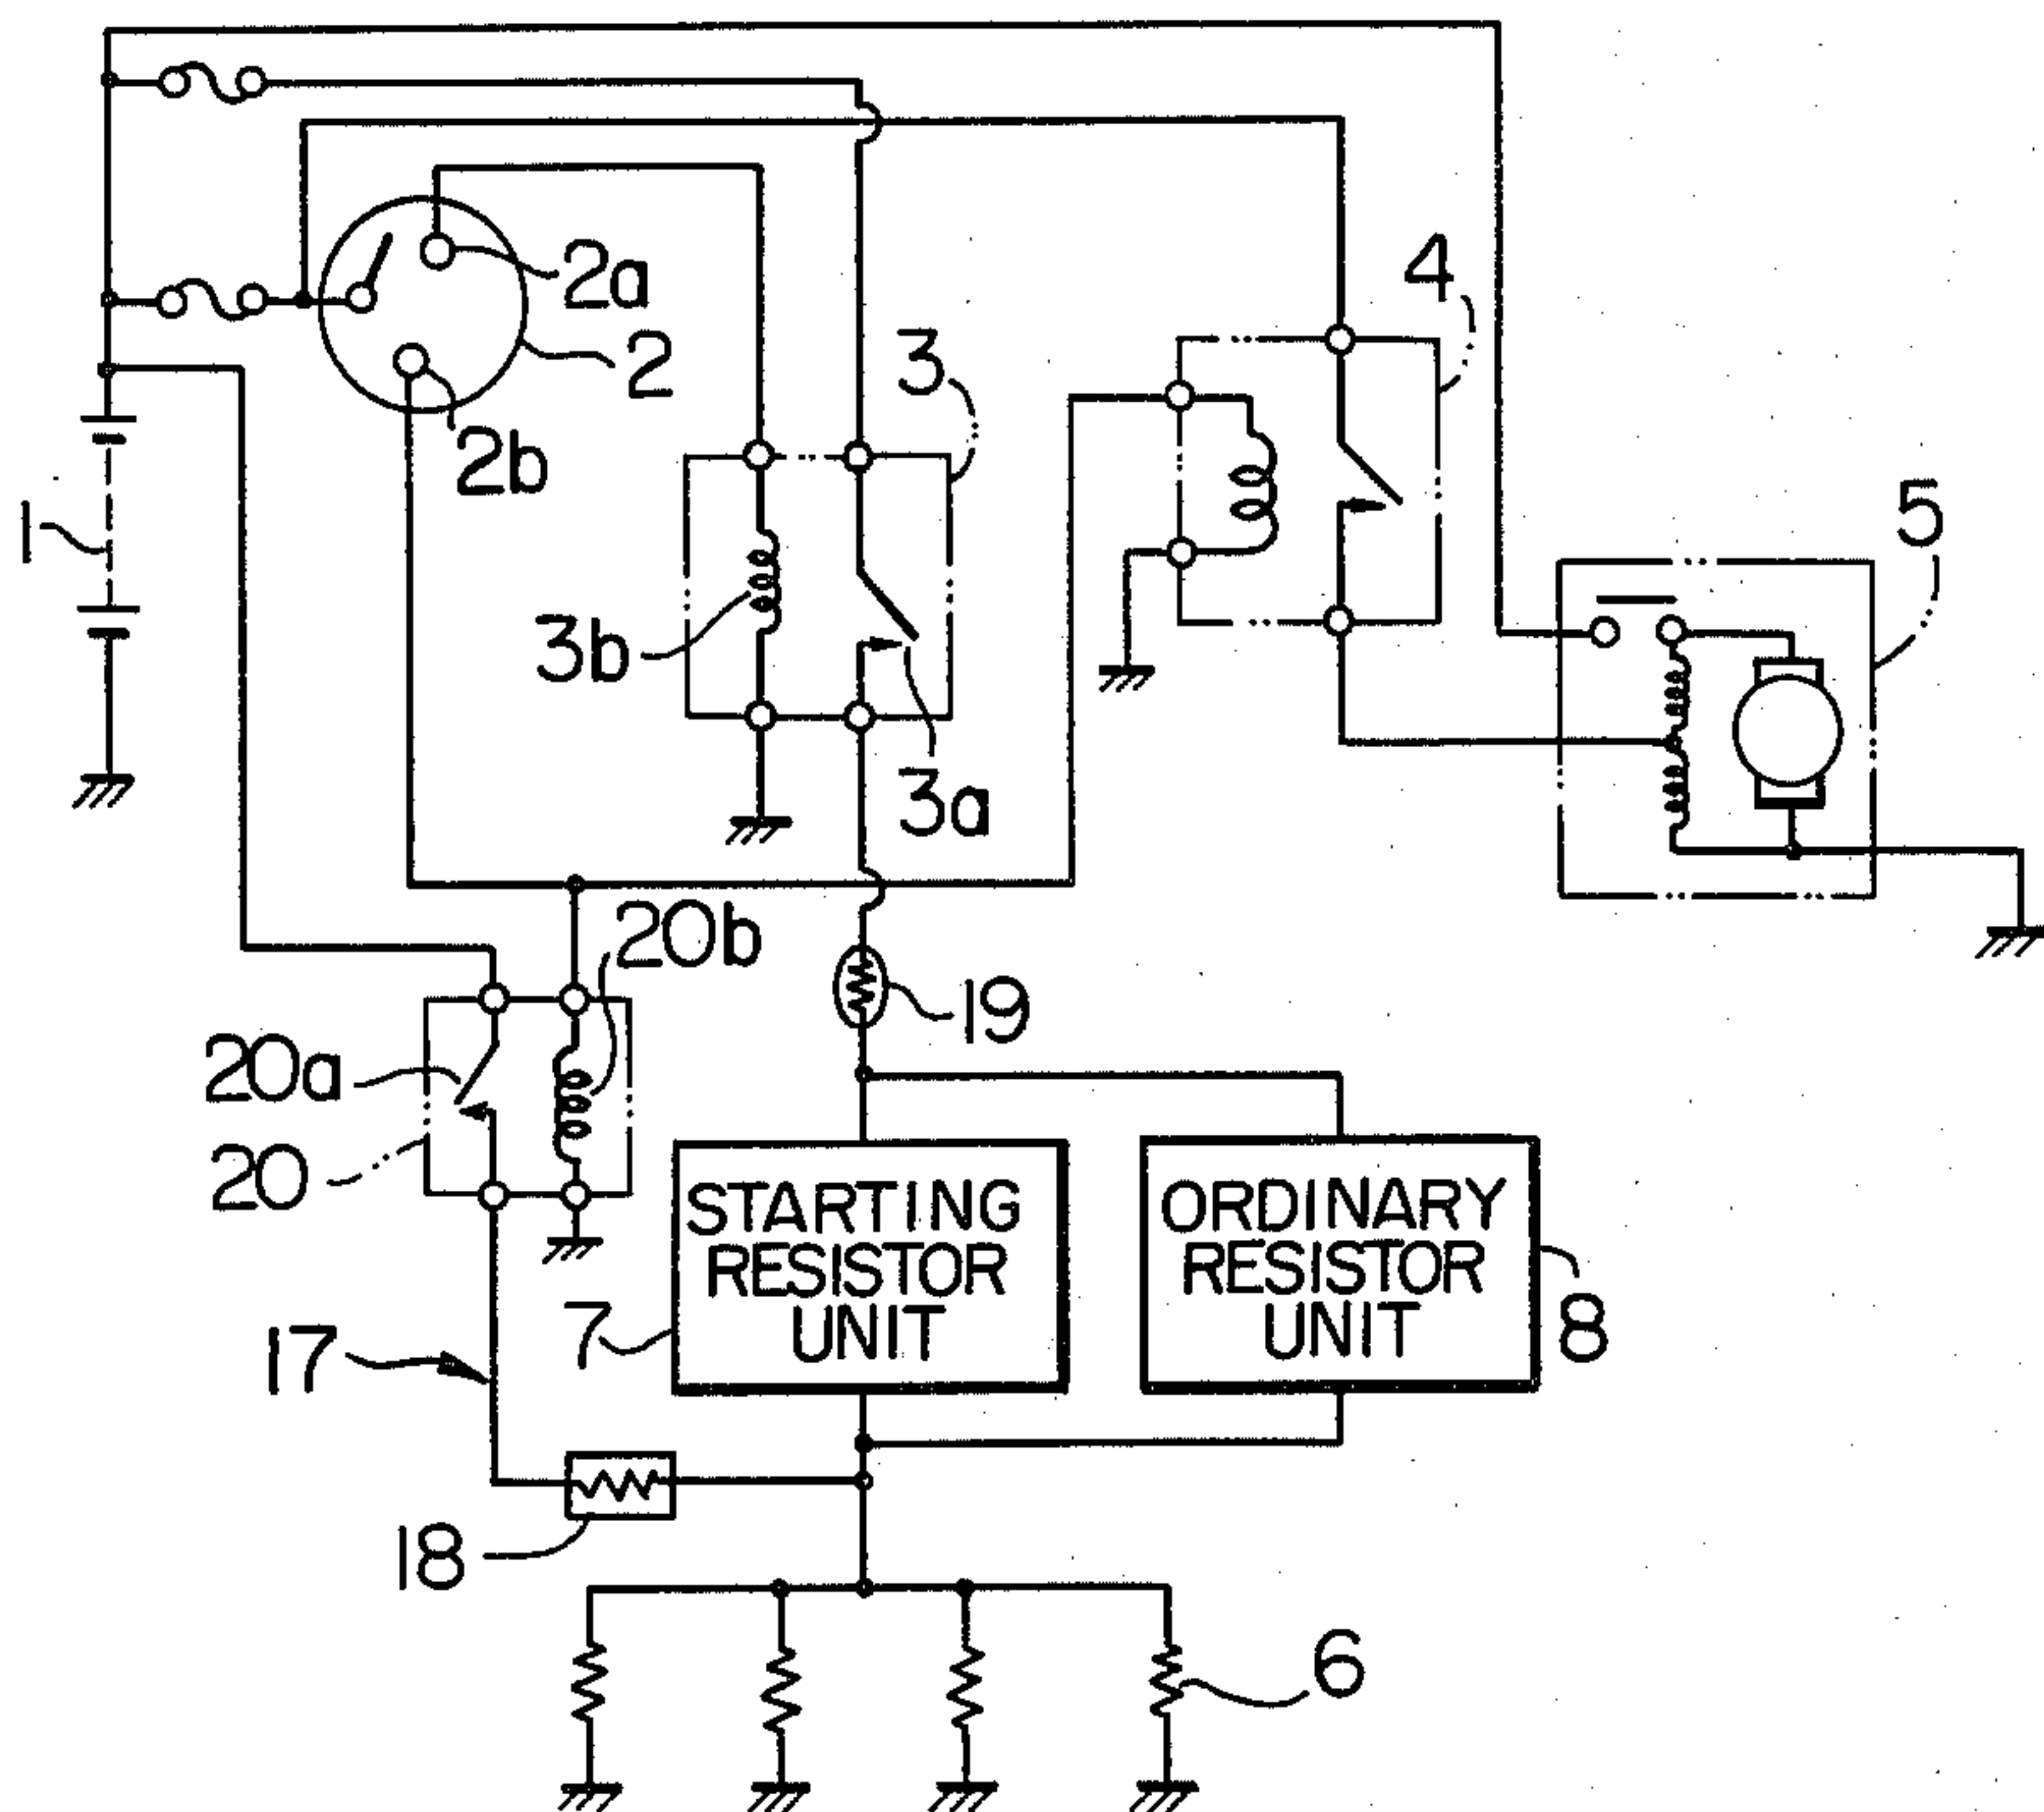 2a
4
2
3
2b
5
1
3b
3a
20b
19
20a
20
STARTING
RESISTOR
UNIT
ORDINARY
RESISTOR
UNIT
7
17
8
18
6